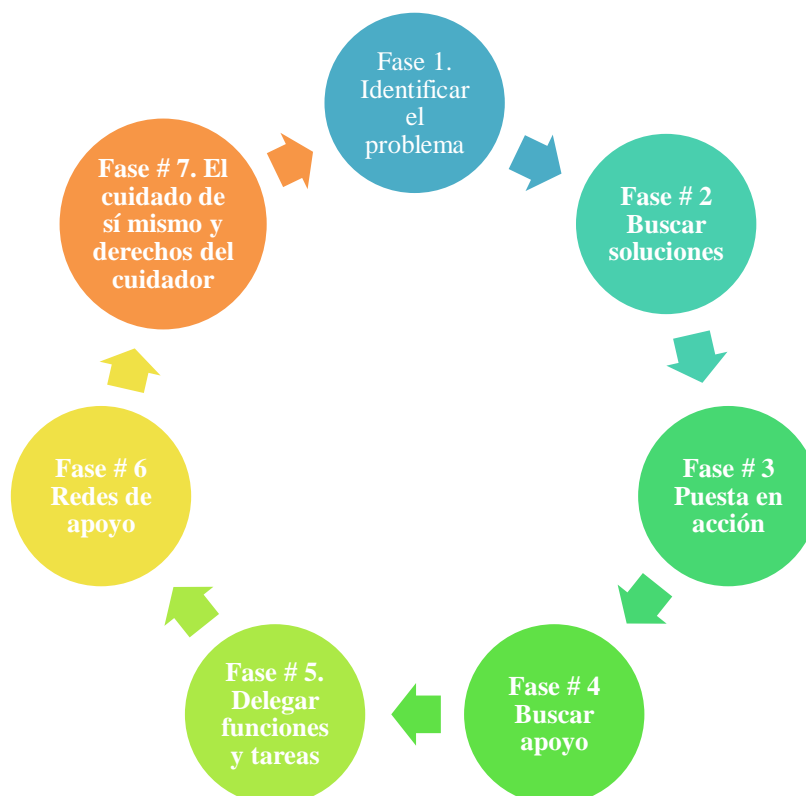 Fase 1.
Identificar
el
problema
Fase # 2
Buscar
soluciones
Fase # 3
Puesta en
acción
Fase # 4
Buscar
apoyo
Fase # 5.
Delegar
funciones
y tareas
Fase # 6
Redes de
apoyo
Fase # 7. El
cuidado de
sí mismo y
derechos del
cuidador